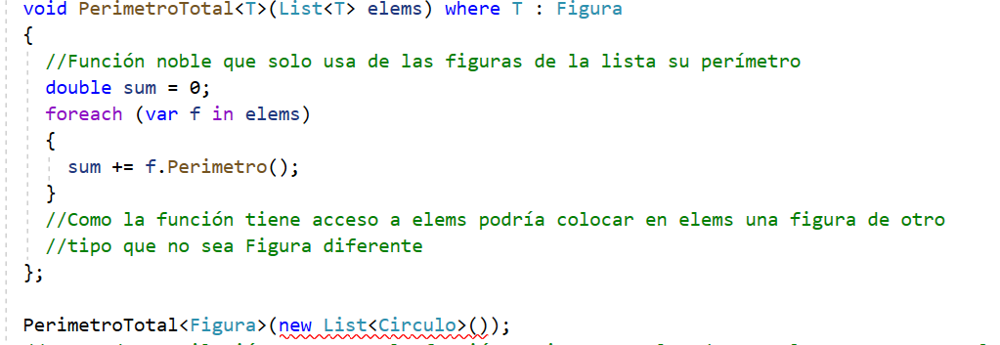 void PerimetroTotal<T>(List<T> elems) where T : Figura
{
//Función noble que solo usa de las figuras de la lista su perímetro
double sum = 0;
foreach (var f in elems)
{
sum += f.Perimetro();
}
//Como la función tiene acceso a elems podría colocar en elems una figura de otro
//tipo que no sea Figura diferente
};
PerimetroTotal<Figura>(new List<Circulo>());